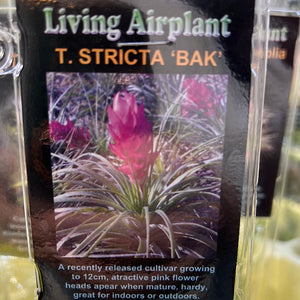 Living Airplant
T. STRICTA 'BAK'
A recently released cultivar growing
to 12cm, atractive pink flower
heads apear when mature, hardy,
great for indoors or outdoors.